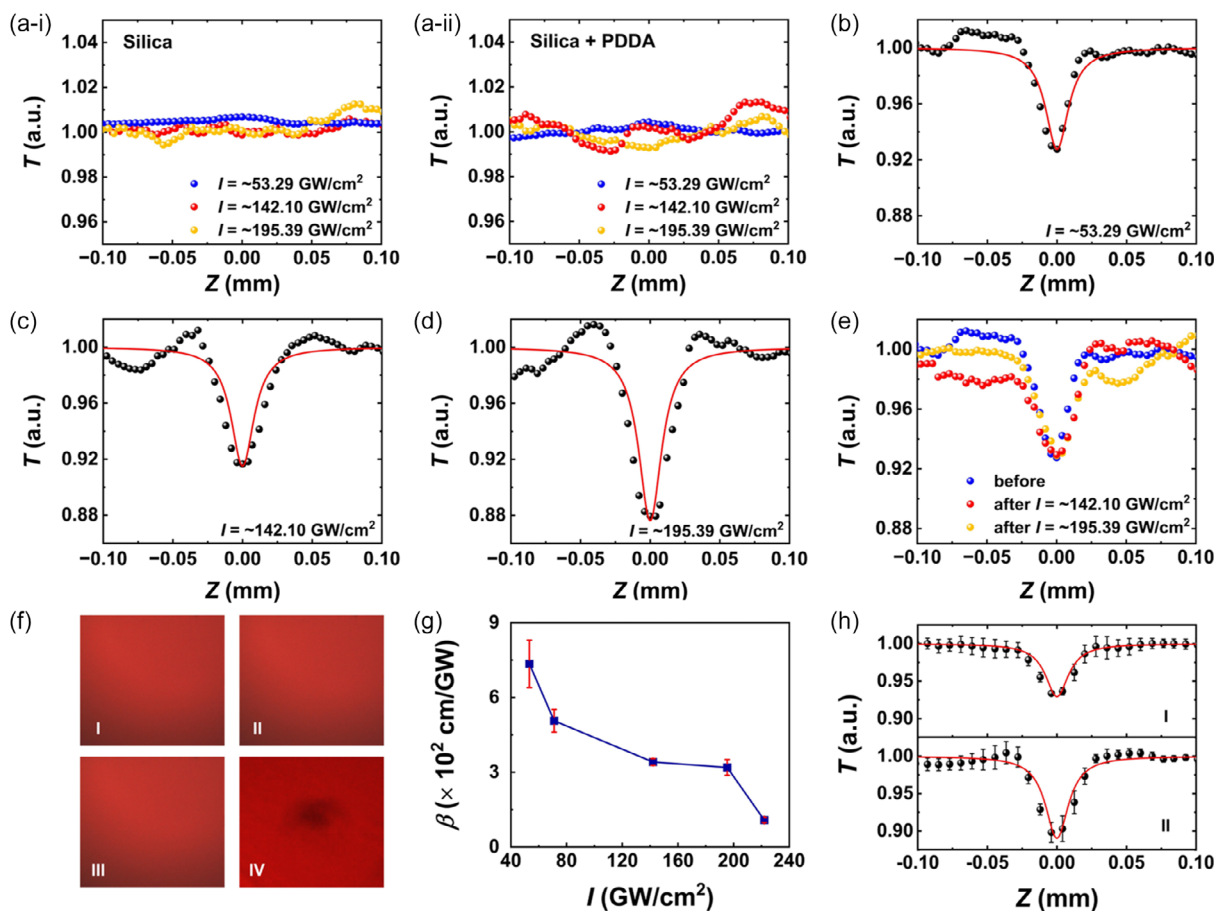 (a-i)
Silica
1.04
1.02
1.00
0.98
0.96
T (a.u.)
I = ~53.29 GW/cm²
I = ~142.10 GW/cm²
I = ~195.39 GW/cm²
−0.10 −0.05 0.00 0.05 0.10
Z (mm)
(a-ii)
Silica + PDDA
1.04
1.02
1.00
0.98
0.96
T (a.u.)
I = ~53.29 GW/cm²
I = ~142.10 GW/cm²
I = ~195.39 GW/cm²
−0.10 −0.05 0.00 0.05 0.10
Z (mm)
(b)
1.00
0.96
0.92
0.88
T (a.u.)
I = ~53.29 GW/cm²
−0.10 −0.05 0.00 0.05 0.10
Z (mm)
(c)
1.00
0.96
0.92
0.88
T (a.u.)
I = ~142.10 GW/cm²
−0.10 −0.05 0.00 0.05 0.10
Z (mm)
(d)
1.00
0.96
0.92
0.88
T (a.u.)
I = ~195.39 GW/cm²
−0.10 −0.05 0.00 0.05 0.10
Z (mm)
(e)
1.00
0.96
0.92
0.88
T (a.u.)
before
after I = ~142.10 GW/cm²
after I = ~195.39 GW/cm²
−0.10 −0.05 0.00 0.05 0.10
Z (mm)
(f)
I
II
III
IV
(g)
9
6
3
0
β (× 10² cm/GW)
40 80 120 160 200 240
I (GW/cm²)
(h)
1.00
0.95
0.90
I
1.00
0.95
0.90
II
T (a.u.)
-0.10 -0.05 0.00 0.05 0.10
Z (mm)